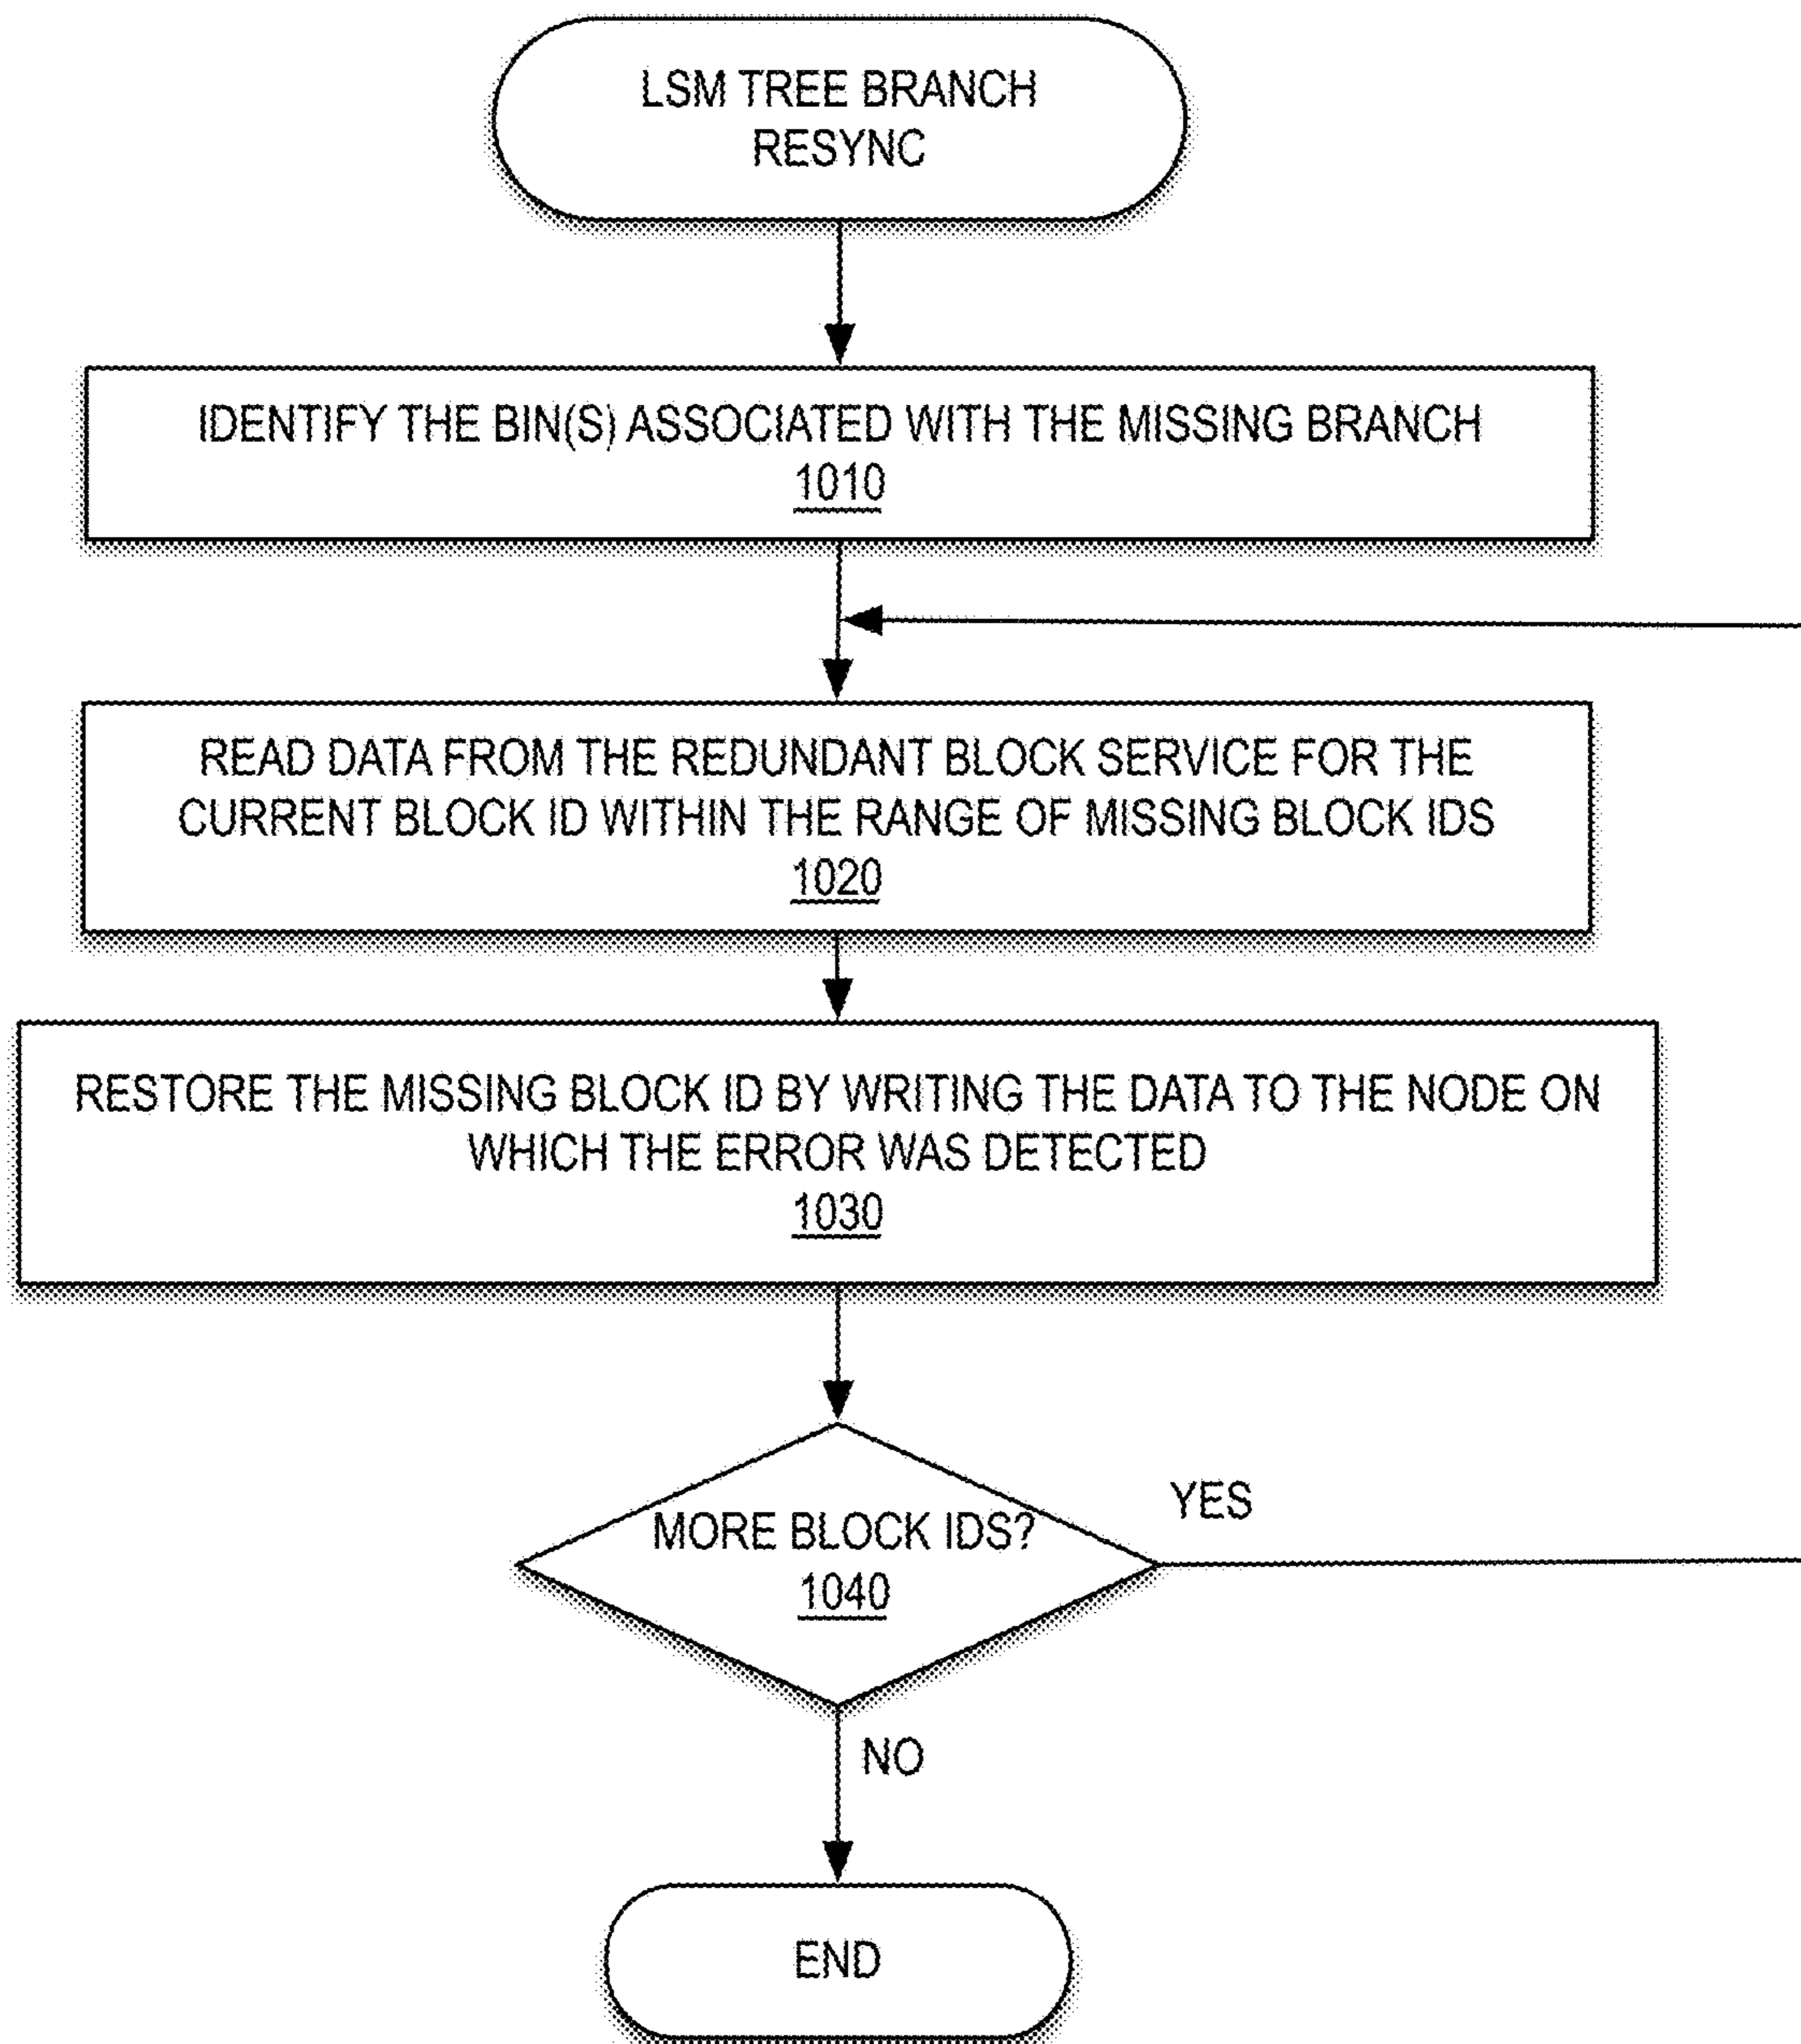 LSM TREE BRANCH
RESYNC
IDENTIFY THE BIN(S) ASSOCIATED WITH THE MISSING BRANCH
1010
READ DATA FROM THE REDUNDANT BLOCK SERVICE FOR THE
CURRENT BLOCK ID WITHIN THE RANGE OF MISSING BLOCK IDS
1020
RESTORE THE MISSING BLOCK ID BY WRITING THE DATA TO THE NODE ON
WHICH THE ERROR WAS DETECTED
1030
MORE BLOCK IDS?
1040
YES
NO
END